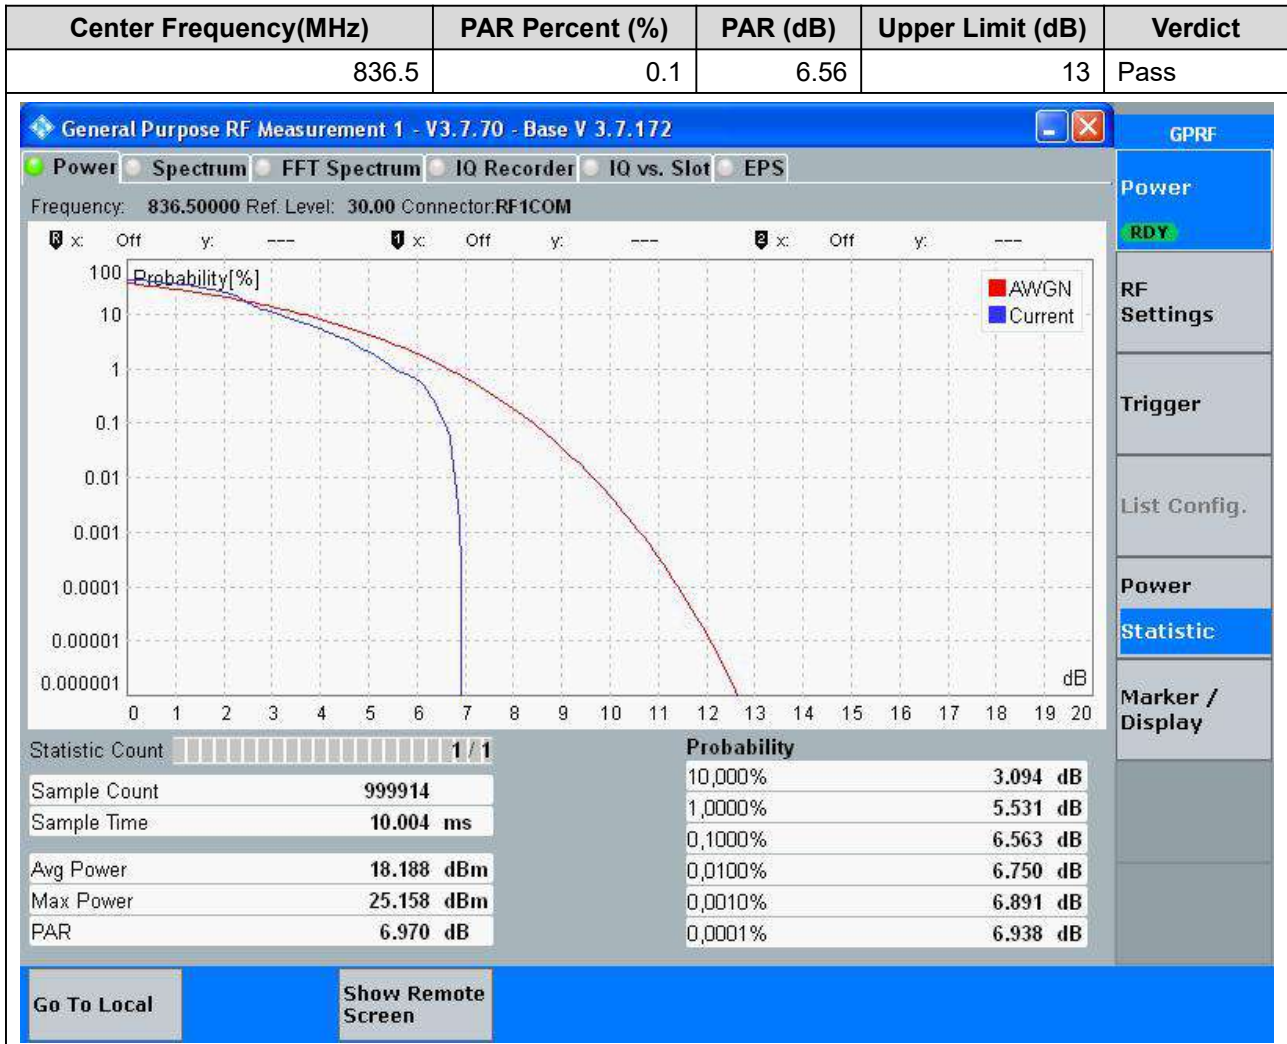 Center Frequency(MHz) PAR Percent (%) PAR (dB) Upper Limit (dB) Verdict
836.5 0.1 6.56 13 Pass
General Purpose RF Measurement 1 - V3.7.70 - Base V 3.7.172
GPRF
Power Spectrum FFT Spectrum IQ Recorder IQ vs. Slot EPS
Frequency: 836.50000 Ref. Level: 30.00 Connector:RF1COM
R x: Off y: --- 1 x: Off y: --- 2 x: Off y: ---
Probability[%]
AWGN
Current
100
10
1
0.1
0.01
0.001
0.0001
0.00001
0.000001
dB
0 1 2 3 4 5 6 7 8 9 10 11 12 13 14 15 16 17 18 19 20
Statistic Count 1 / 1
Sample Count 999914
Sample Time 10.004 ms
Avg Power 18.188 dBm
Max Power 25.158 dBm
PAR 6.970 dB
Probability
10,000% 3.094 dB
1,0000% 5.531 dB
0,1000% 6.563 dB
0,0100% 6.750 dB
0,0010% 6.891 dB
0,0001% 6.938 dB
Power
RDY
RF
Settings
Trigger
List Config.
Power
Statistic
Marker /
Display
Go To Local
Show Remote
Screen